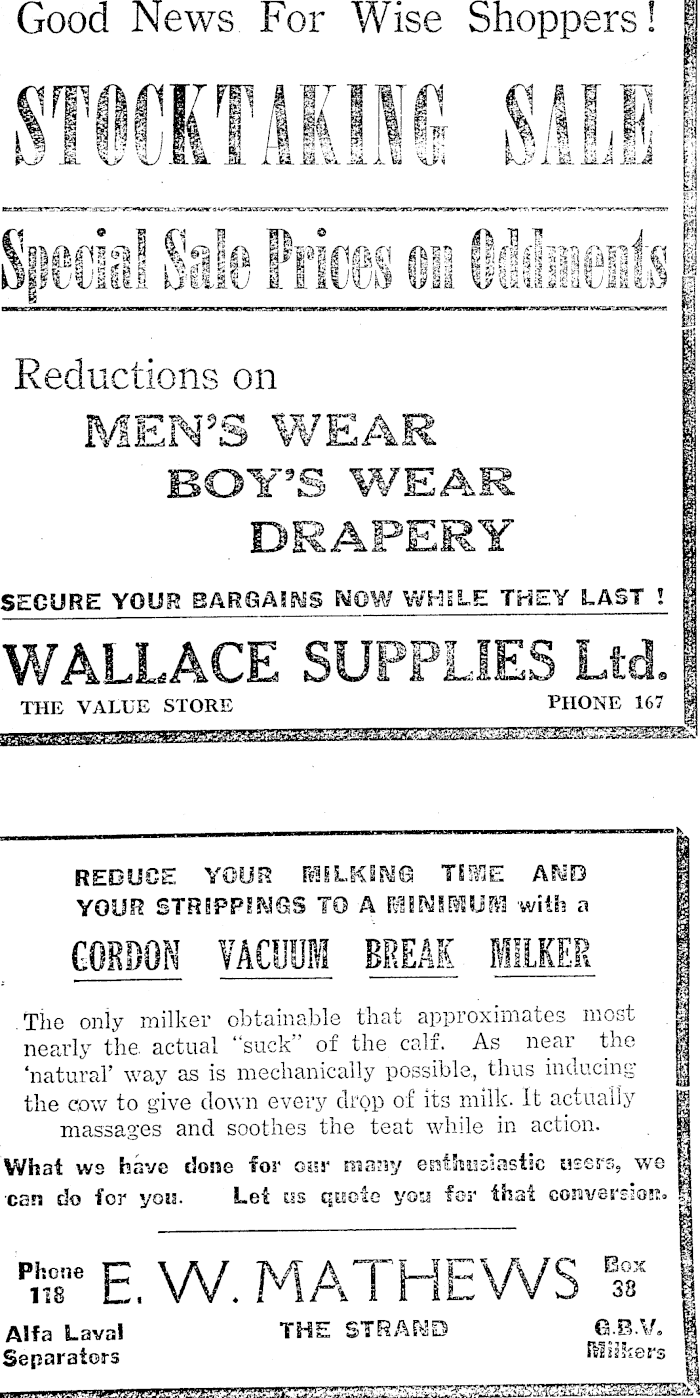 Good News For Wise Shoppers!
STOCKTAKING SALE
Special Sale Prices on Oddments
Reductions on
MEN'S WEAR
BOY'S WEAR
DRAPERY
SECURE YOUR BARGAINS NOW WHILE THEY LAST !
WALLACE SUPPLIES Ltd.
THE VALUE STORE PHONE 167
REDUCE YOUR MILKING TIME AND
YOUR STRIPPINGS TO A MINIMUM with a
GORDON VACUUM BREAK MILKER
The only milker obtainable that approximates most
nearly the actual "suck" of the calf. As near the
'natural' way as is mechanically possible, thus inducing
the cow to give down every drop of its milk. It actually
massages and soothes the teat while in action.
What we have done for our many enthusiastic users, we
can do for you. Let us quote you for that conversion.
Phone 118 E. W. MATHEWS Box 38
Alfa Laval THE STRAND G.B.V.
Separators Milkers